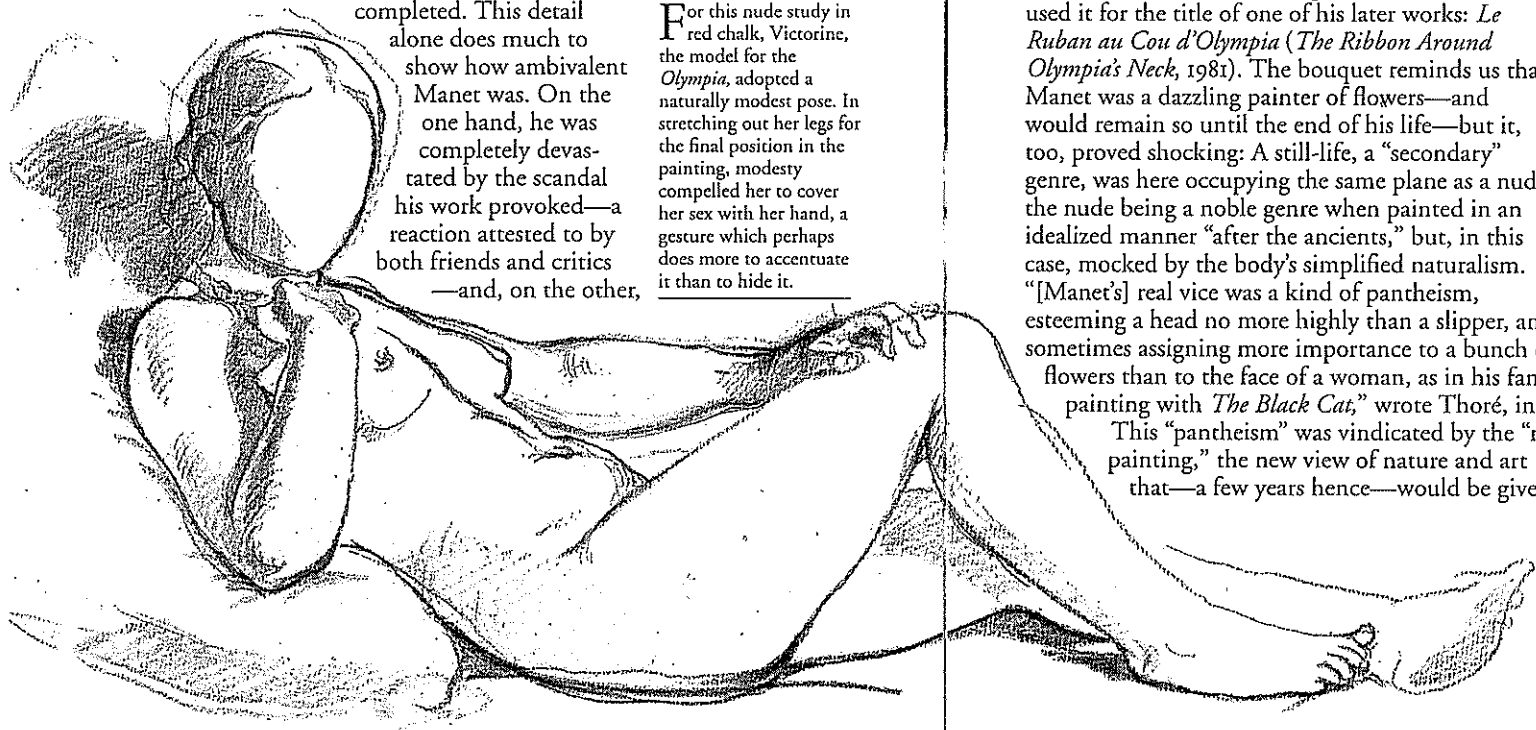 completed. This detail
alone does much to
show how ambivalent
Manet was. On the
one hand, he was
completely devas-
tated by the scandal
his work provoked—a
reaction attested to by
both friends and critics
—and, on the other,
For this nude study in
red chalk, Victorine,
the model for the
Olympia, adopted a
naturally modest pose. In
stretching out her legs for
the final position in the
painting, modesty
compelled her to cover
her sex with her hand, a
gesture which perhaps
does more to accentuate
it than to hide it.
used it for the title of one of his later works: Le
Ruban au Cou d'Olympia (The Ribbon Around
Olympia's Neck, 1981). The bouquet reminds us tha
Manet was a dazzling painter of flowers—and
would remain so until the end of his life—but it,
too, proved shocking: A still-life, a “secondary”
genre, was here occupying the same plane as a nud
the nude being a noble genre when painted in an
idealized manner “after the ancients,” but, in this
case, mocked by the body's simplified naturalism.
“[Manet's] real vice was a kind of pantheism,
esteeming a head no more highly than a slipper, an
sometimes assigning more importance to a bunch
flowers than to the face of a woman, as in his fam
painting with The Black Cat,” wrote Thoré, in
This “pantheism” was vindicated by the
painting,” the new view of nature and art
that—a few years hence—would be give